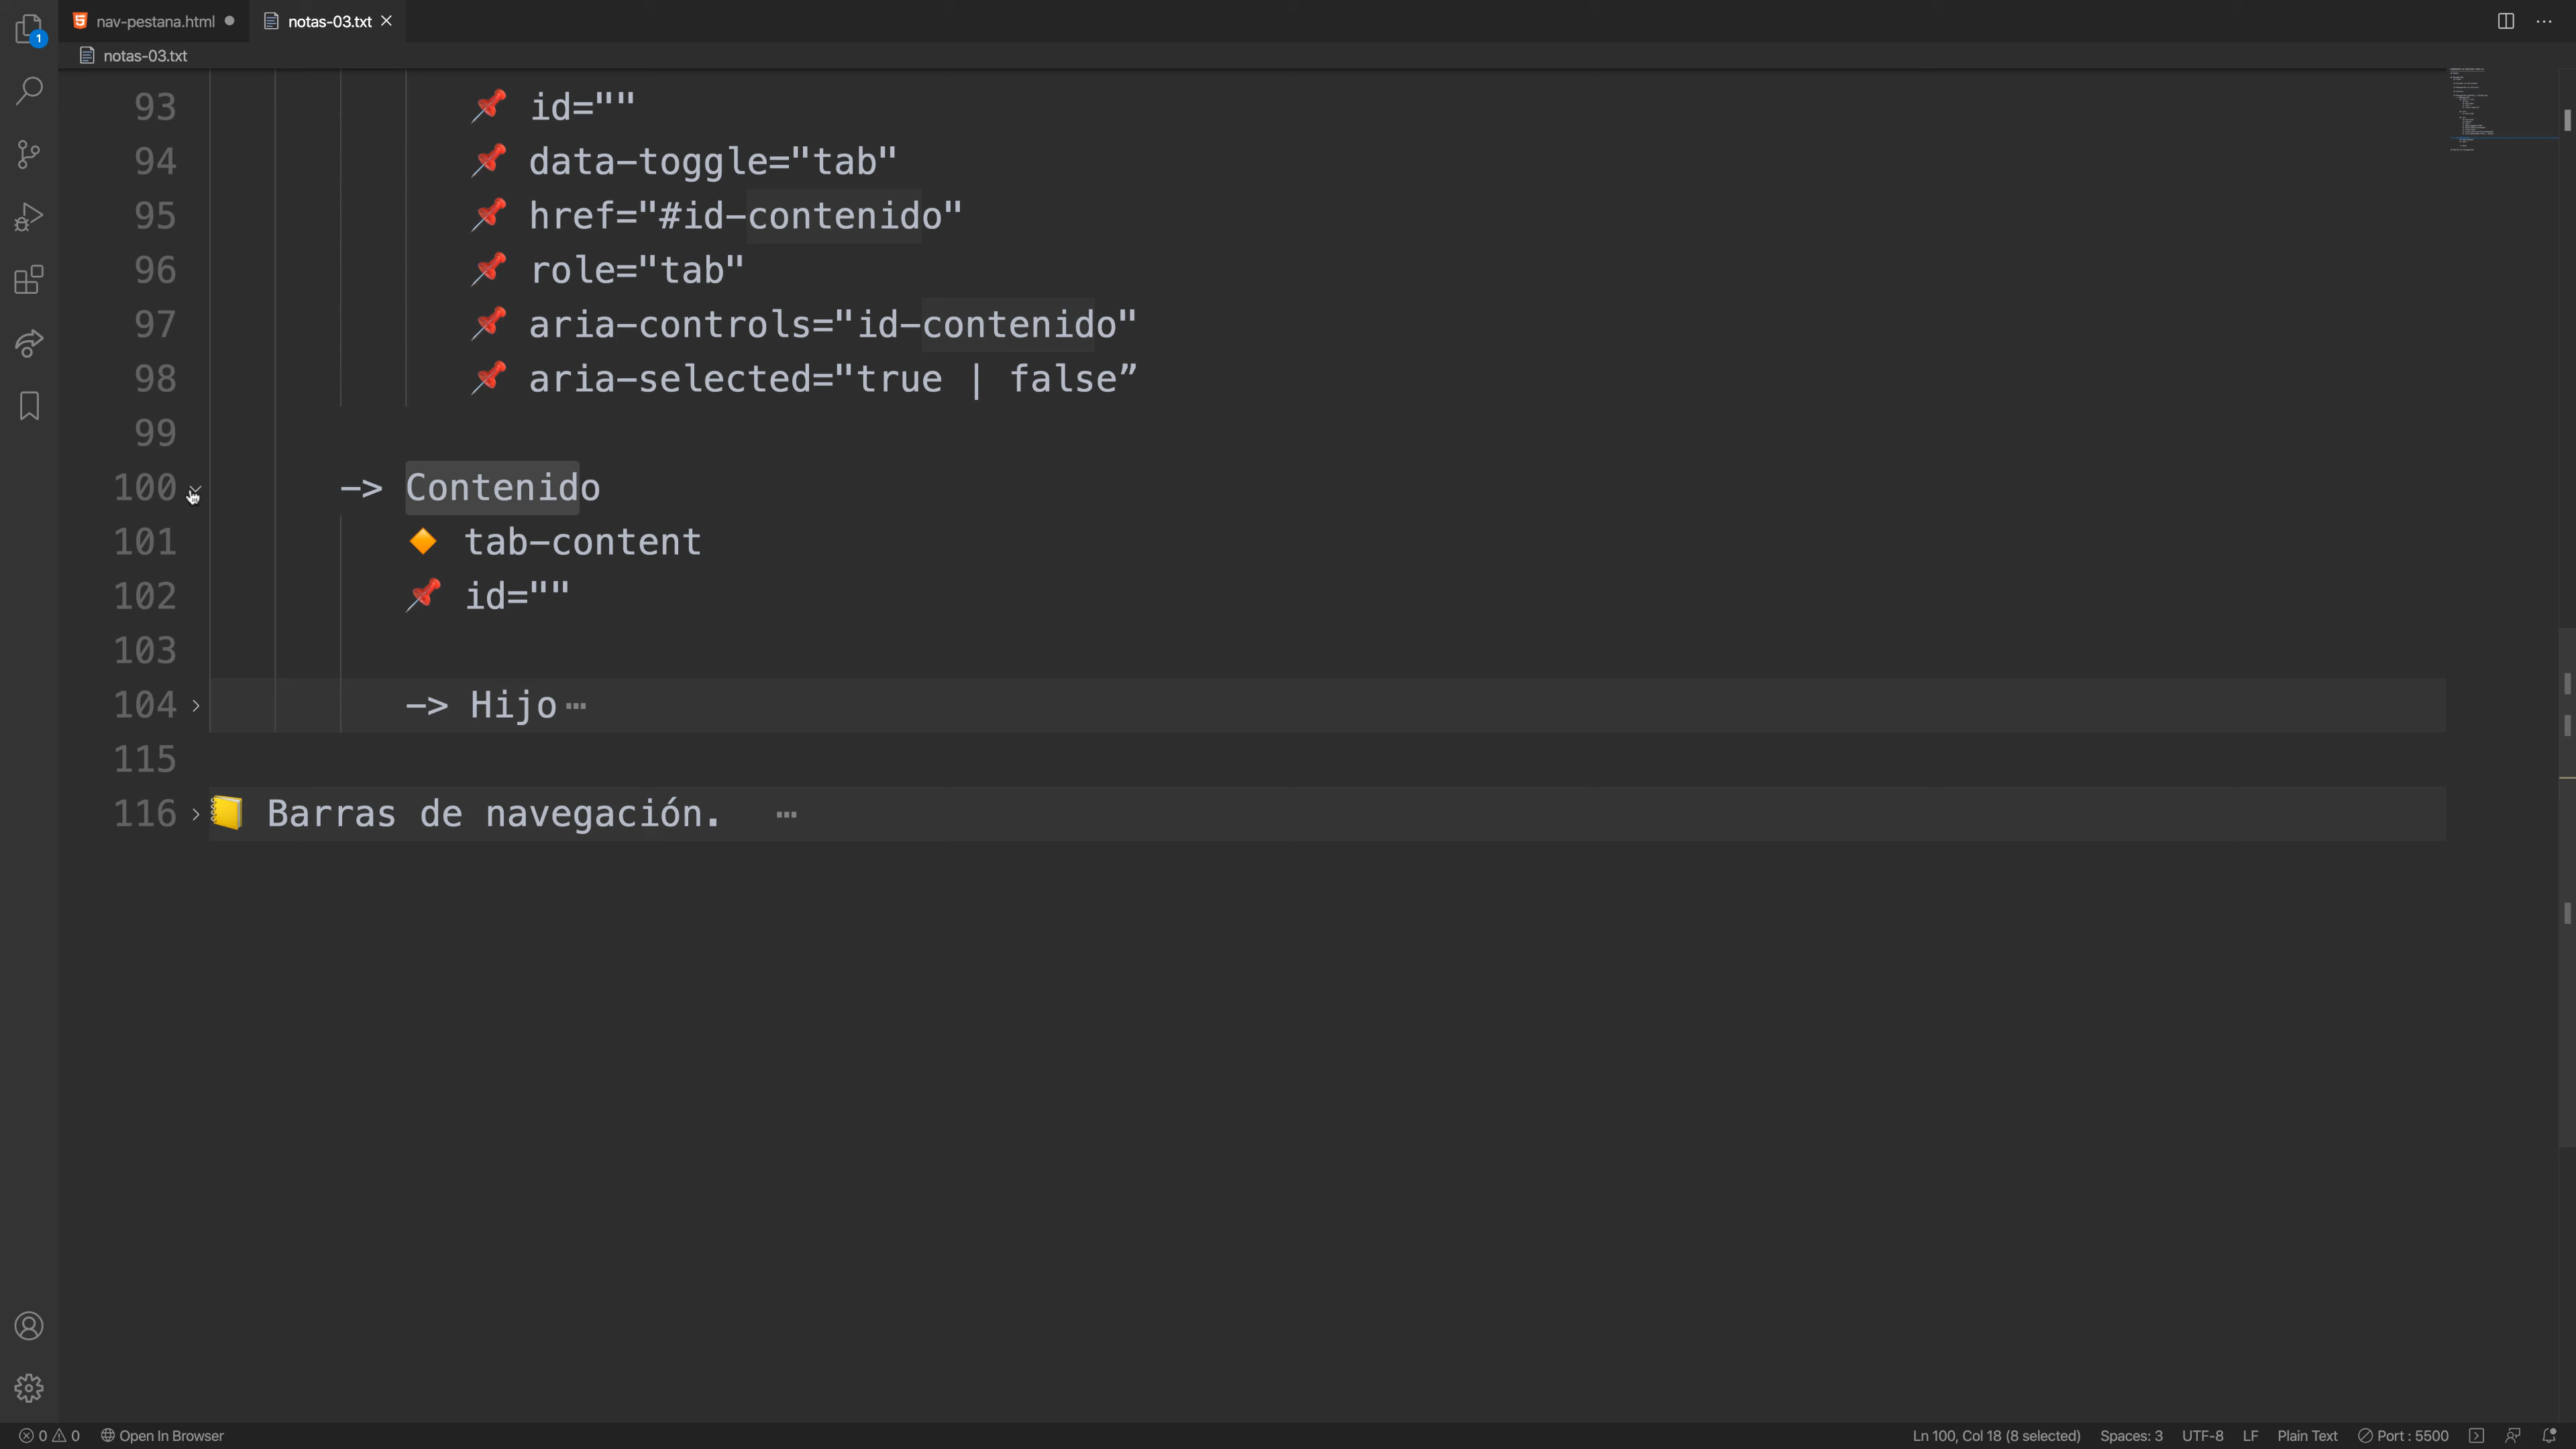 nav-pestana.html
notas-03.txt
notas-03.txt
1
93 📌 id=""
94 📌 data-toggle="tab"
95 📌 href="#id-contenido"
96 📌 role="tab"
97 📌 aria-controls="id-contenido"
98 📌 aria-selected="true | false”
99
100 -> Contenido
101 🔸 tab-content
102 📌 id=""
103
104 -> Hijo …
115
116 📒 Barras de navegación. …
0 0 Open In Browser
Ln 100, Col 18 (8 selected) Spaces: 3 UTF-8 LF Plain Text Port : 5500